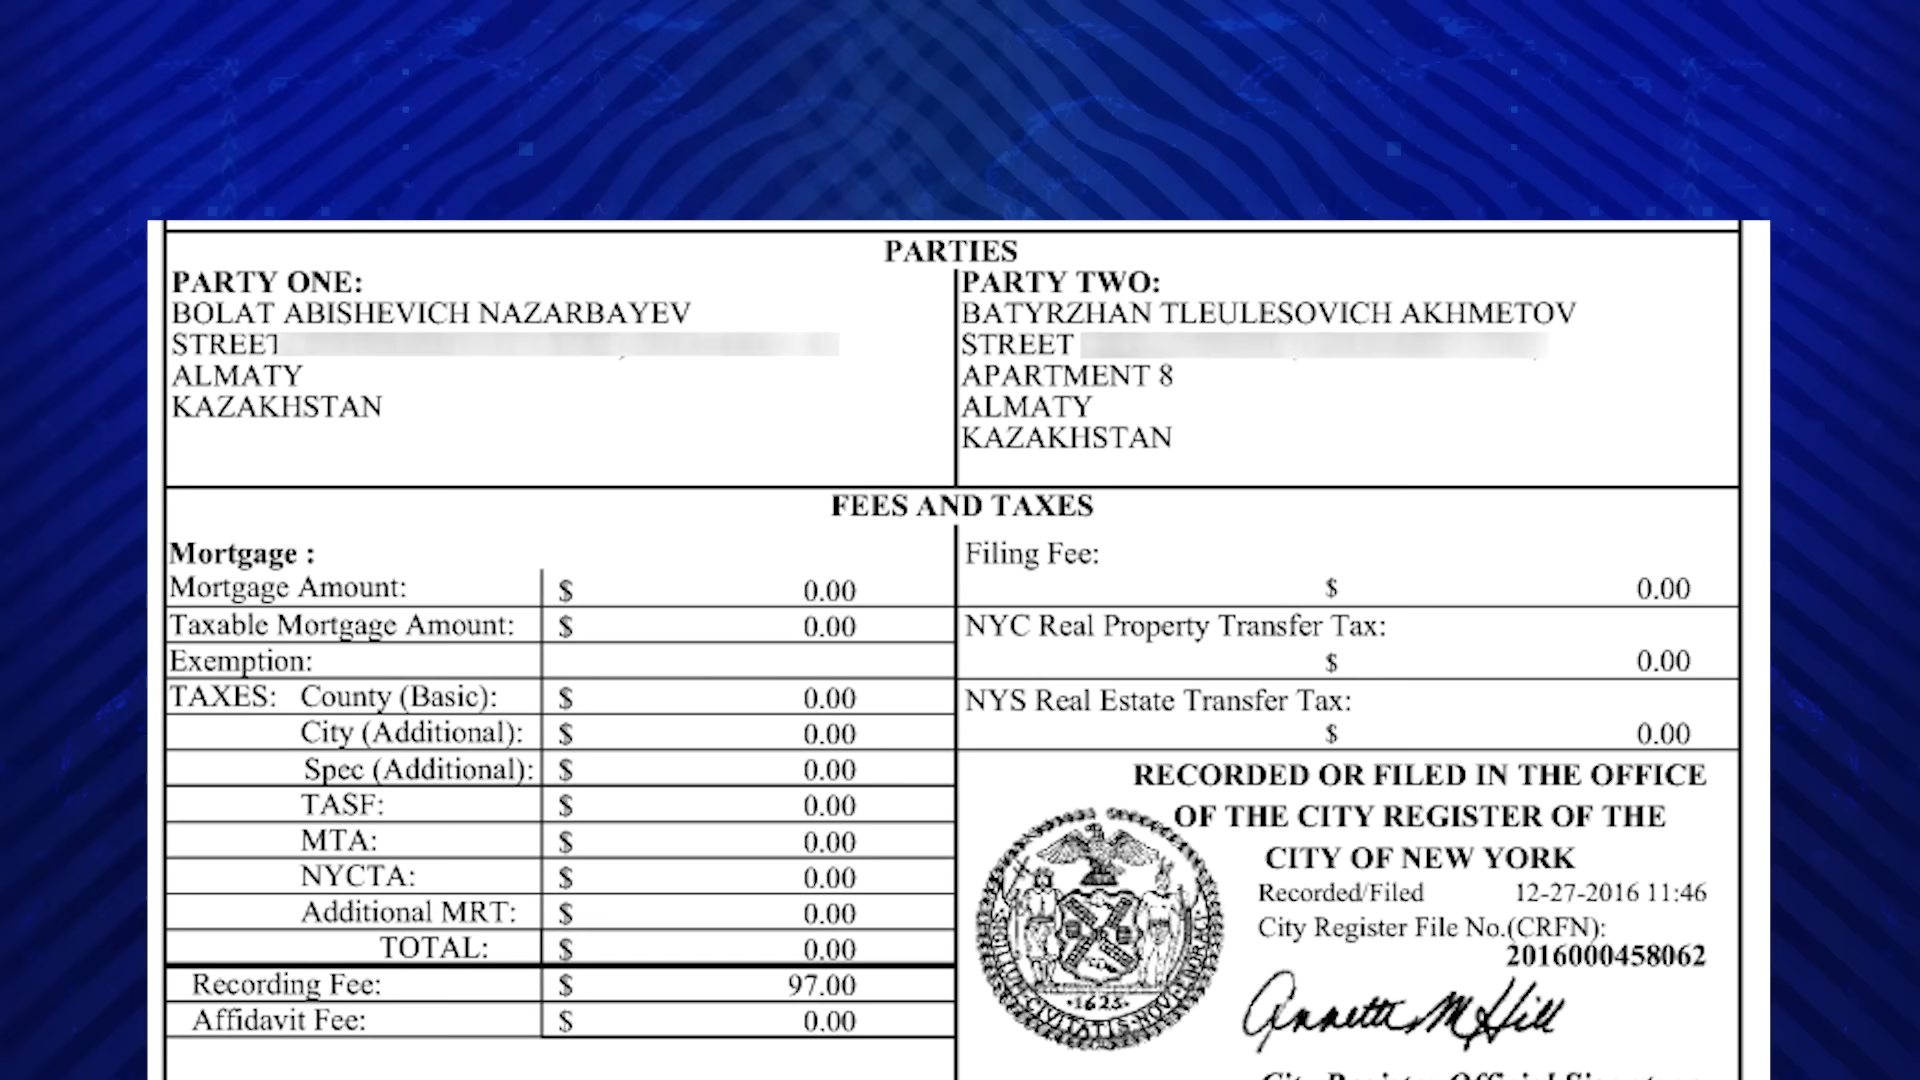 PARTIES
PARTY ONE:
BOLAT ABISHEVICH NAZARBAYEV
STREET
ALMATY
KAZAKHSTAN
PARTY TWO:
BATYRZHAN TLEULESOVICH AKHMETOV
STREET
APARTMENT 8
ALMATY
KAZAKHSTAN
FEES AND TAXES
Mortgage :
Mortgage Amount: $ 0.00
Taxable Mortgage Amount: $ 0.00
Exemption:
TAXES: County (Basic): $ 0.00
City (Additional): $ 0.00
Spec (Additional): $ 0.00
TASF: $ 0.00
MTA: $ 0.00
NYCTA: $ 0.00
Additional MRT: $ 0.00
TOTAL: $ 0.00
Recording Fee: $ 97.00
Affidavit Fee: $ 0.00
Filing Fee:
$ 0.00
NYC Real Property Transfer Tax:
$ 0.00
NYS Real Estate Transfer Tax:
$ 0.00
RECORDED OR FILED IN THE OFFICE
OF THE CITY REGISTER OF THE
CITY OF NEW YORK
Recorded/Filed 12-27-2016 11:46
City Register File No.(CRFN):
2016000458062
·1625·
Annette M Hill